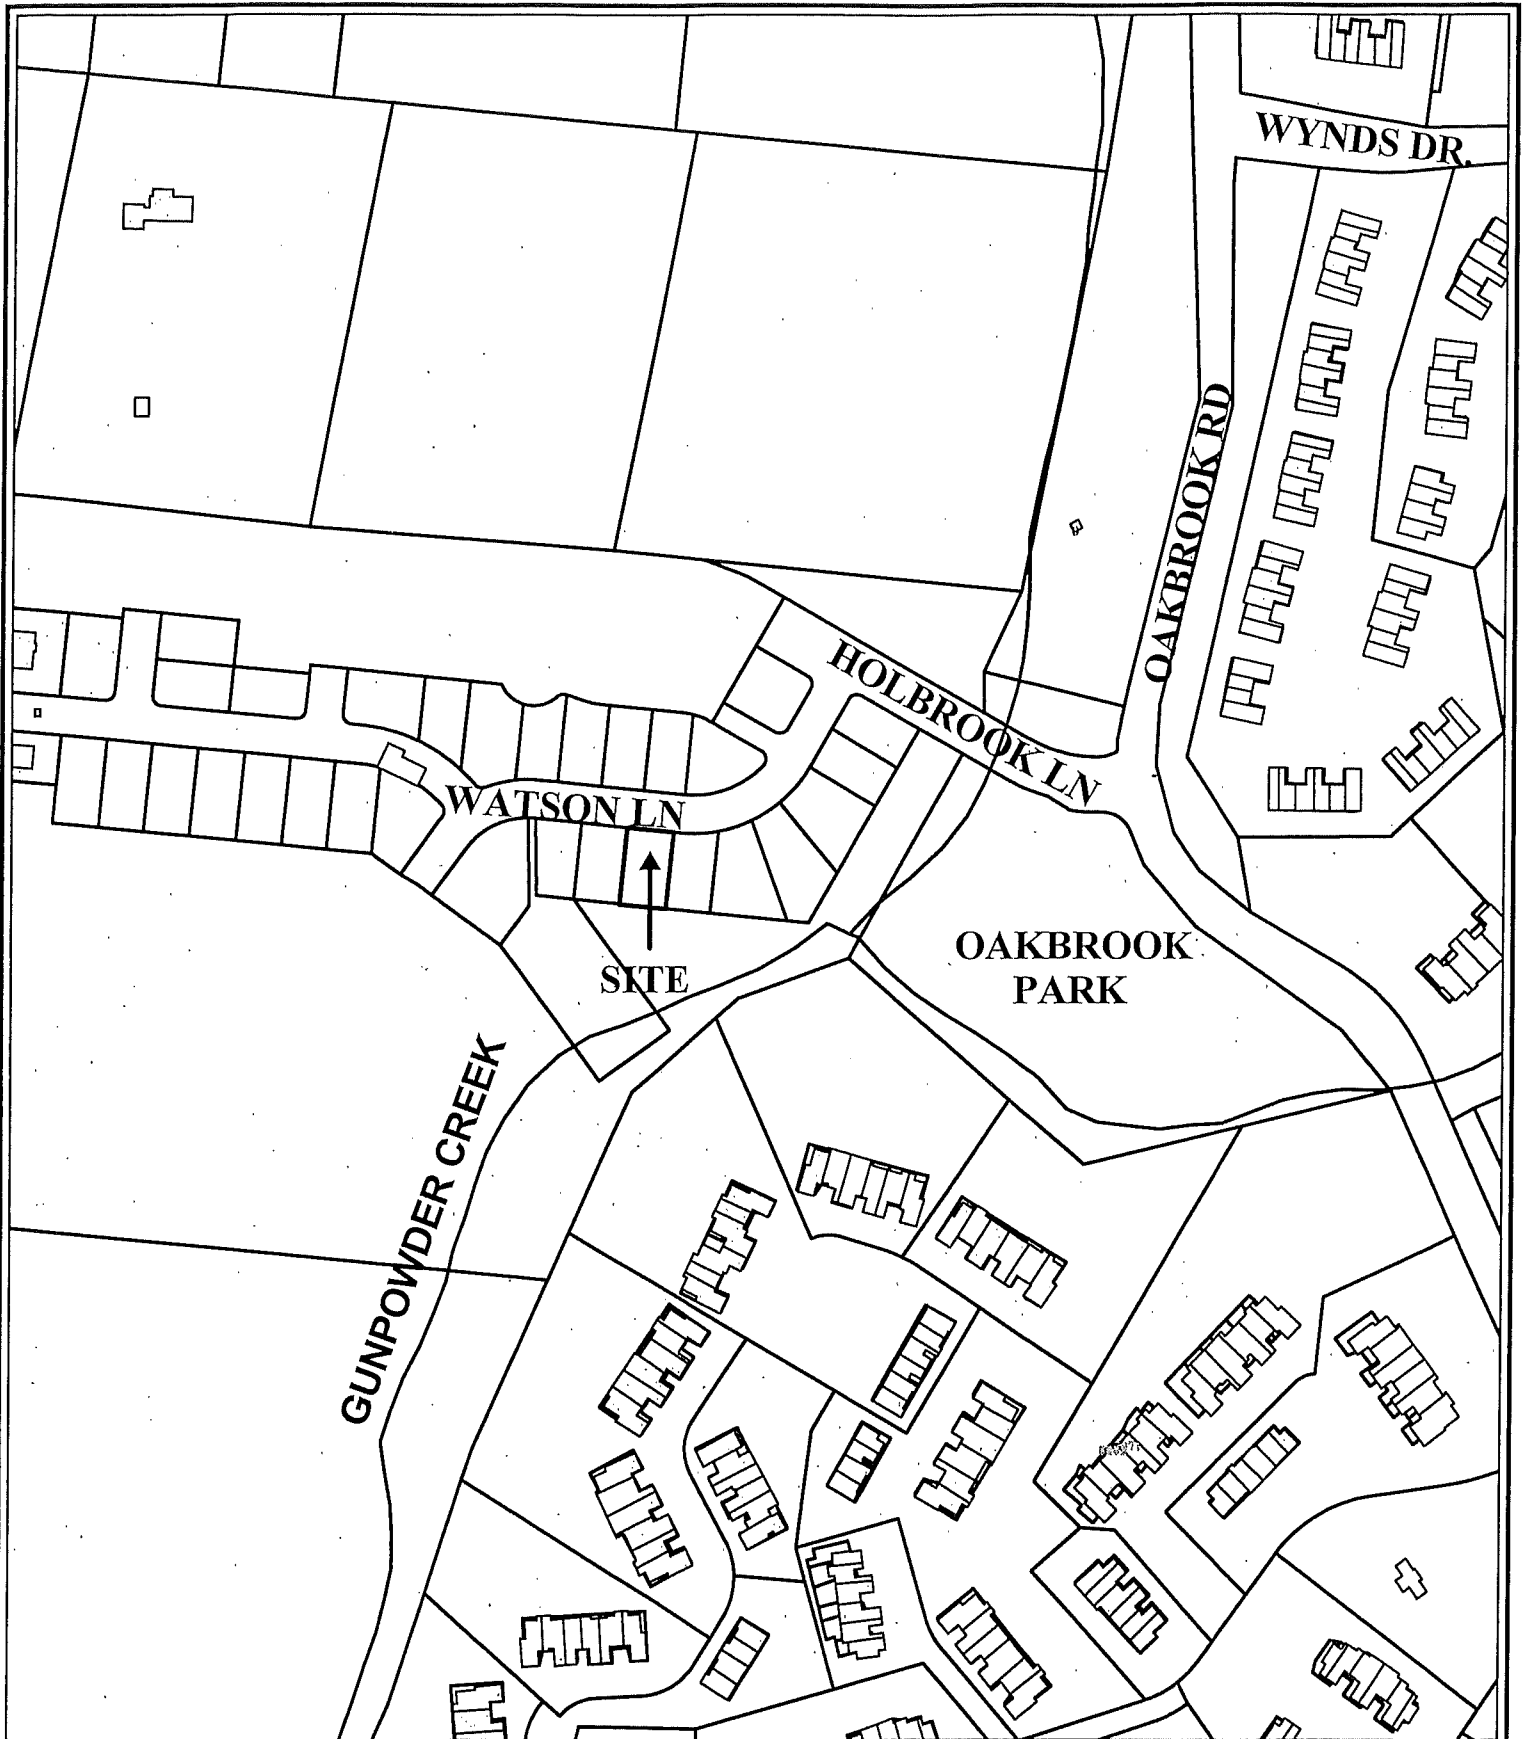 WYNDS DR.
OAKBROOK RD
HOLBROOK LN
WATSON LN
SITE
OAKBROOK
PARK
GUNPOWDER CREEK